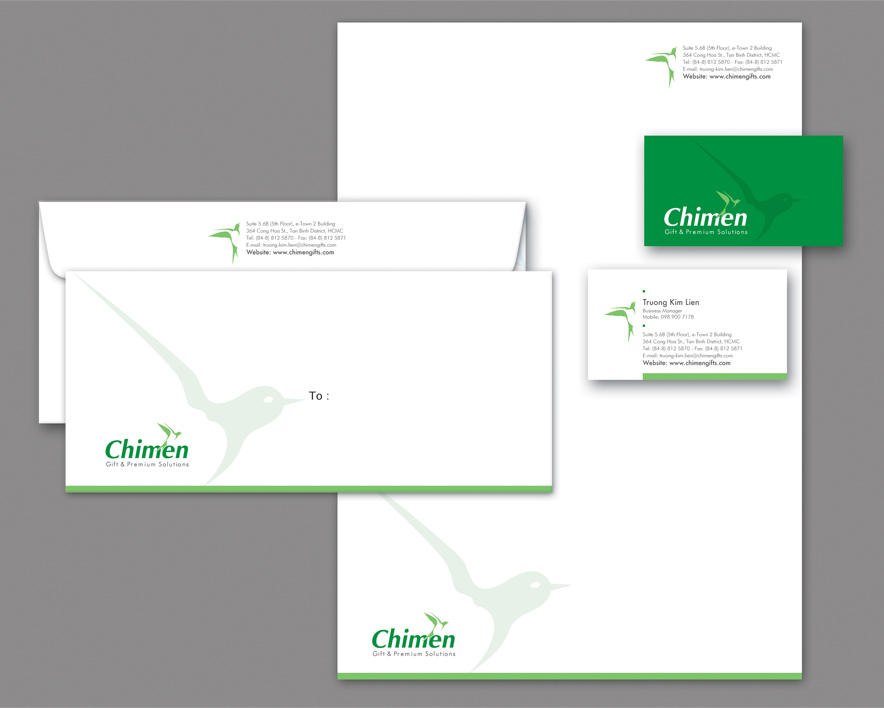 Suite 5.6B (5th Floor), e-Town 2 Building
364 Cong Hoa St., Tan Binh District, HCMC
Tel: (84-8) 812 5870 - Fax: (84-8) 812 5871
E-mail: truong-kim.lien@chimengifts.com
Website: www.chimengifts.com
Chimen
Gift & Premium Solutions
Suite 5.6B (5th Floor), e-Town 2 Building
364 Cong Hoa St., Tan Binh District, HCMC
Tel: (84-8) 812 5870 - Fax: (84-8) 812 5871
E-mail: truong-kim.lien@chimengifts.com
Website: www.chimengifts.com
Truong Kim Lien
Business Manager
Mobile: 098 900 7178
Suite 5.6B (5th Floor), e-Town 2 Building
364 Cong Hoa St., Tan Binh District, HCMC
Tel: (84-8) 812 5870 - Fax: (84-8) 812 5871
E-mail: truong-kim.lien@chimengifts.com
Website: www.chimengifts.com
To :
Chimen
Gift & Premium Solutions
Chimen
Gift & Premium Solutions